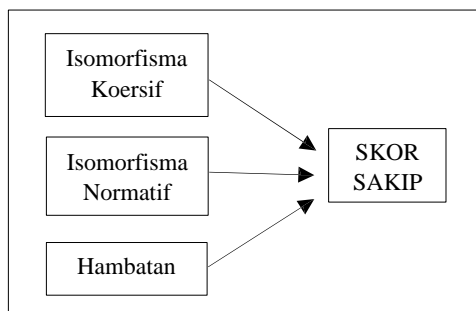 Isomorfisma
Koersif
Isomorfisma
Normatif
Hambatan
SKOR
SAKIP